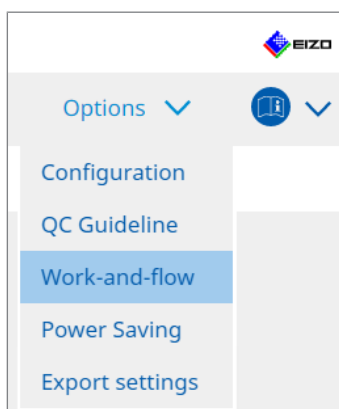 EIZO
Options
Configuration
QC Guideline
Work-and-flow
Power Saving
Export settings